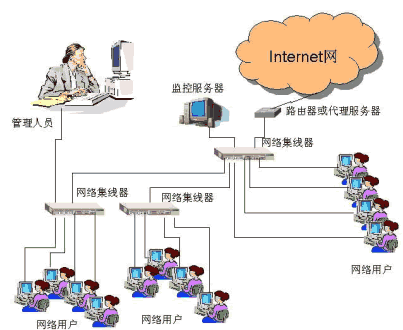 Internet网
监控服务器
路由器或代理服务器
管理人员
网络集线器
网络集线器
网络集线器
网络用户
网络用户
网络用户